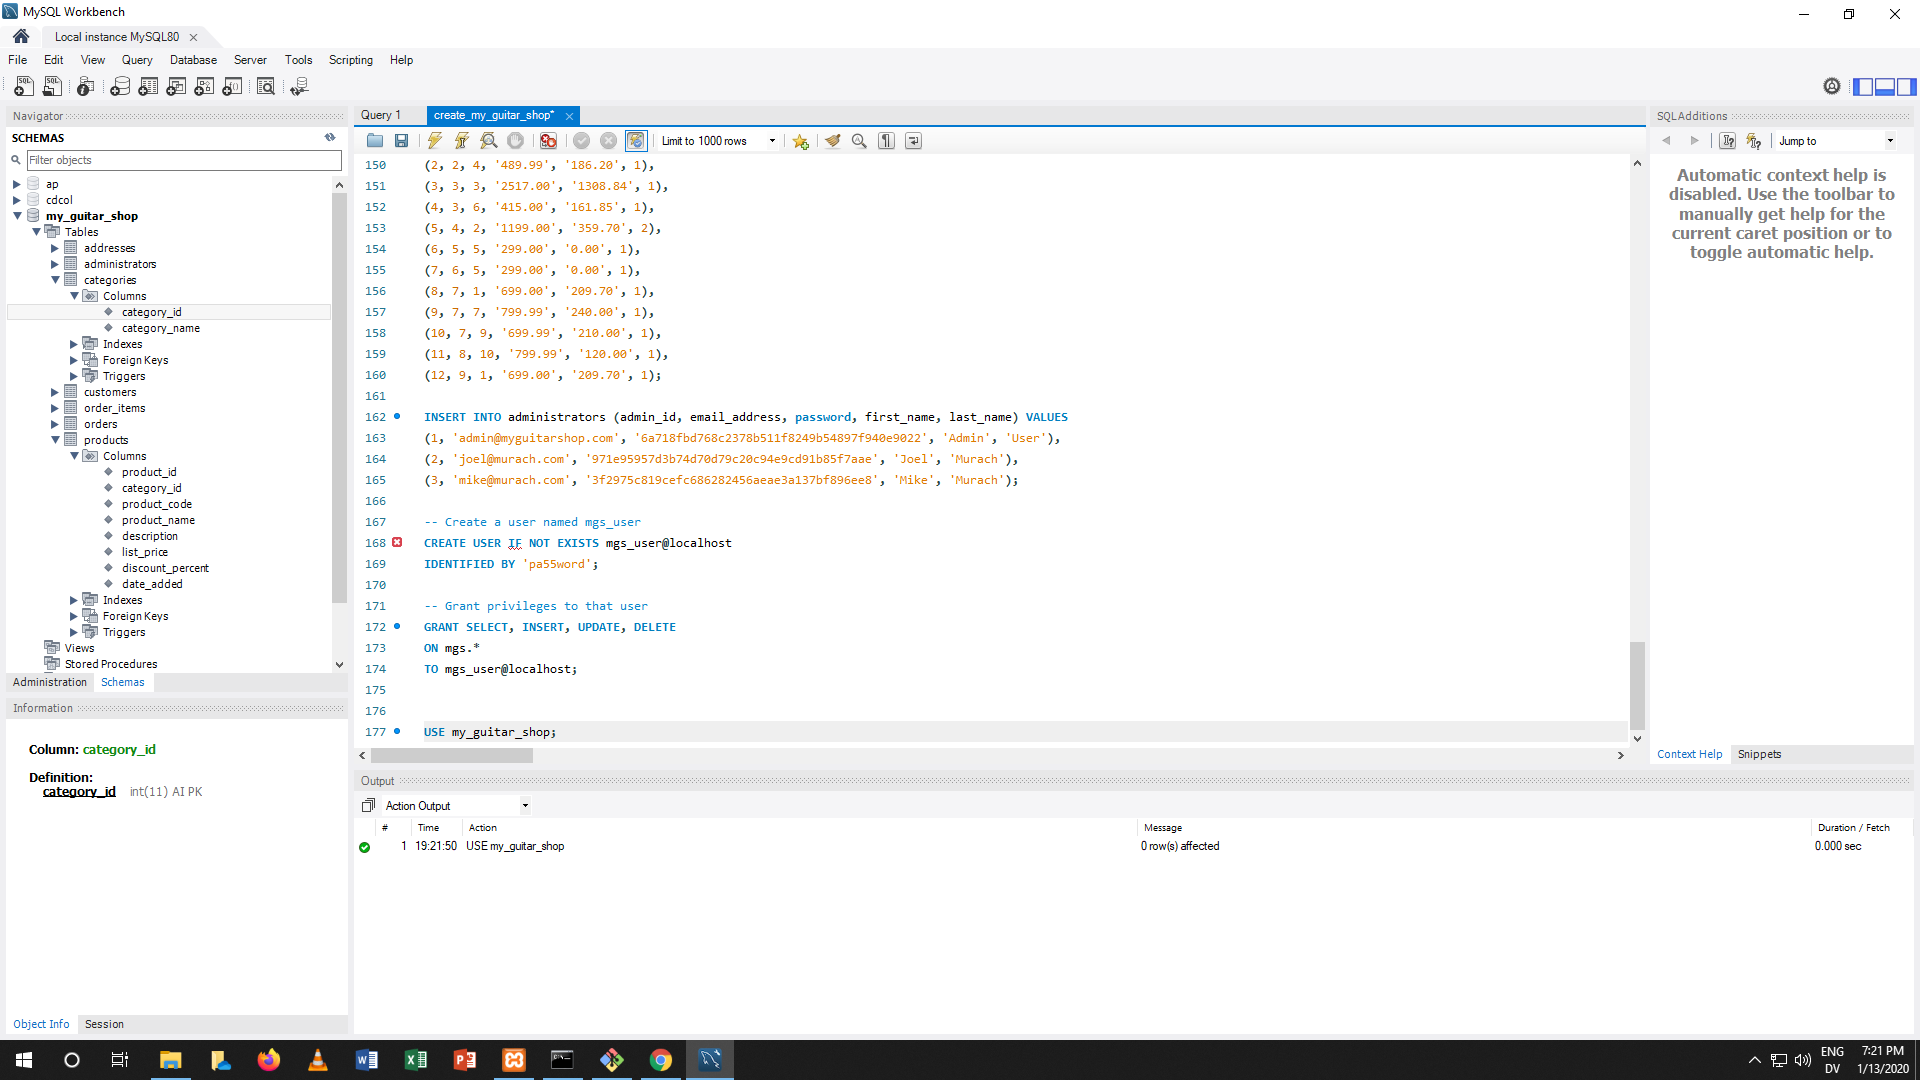 MySQL Workbench
Local instance MySQL80
File Edit View Query Database Server Tools Scripting Help
Navigator
SCHEMAS
Filter objects
ap
cdcol
my_guitar_shop
Tables
addresses
administrators
categories
Columns
category_id
category_name
Indexes
Foreign Keys
Triggers
customers
order_items
orders
products
Columns
product_id
category_id
product_code
product_name
description
list_price
discount_percent
date_added
Indexes
Foreign Keys
Triggers
Views
Stored Procedures
Administration Schemas
Information
Column: category_id
Definition:
category_id int(11) AI PK
Object Info Session
Query 1 create_my_guitar_shop*
Limit to 1000 rows
150 (2, 2, 4, '489.99', '186.20', 1),
151 (3, 3, 3, '2517.00', '1308.84', 1),
152 (4, 3, 6, '415.00', '161.85', 1),
153 (5, 4, 2, '1199.00', '359.70', 2),
154 (6, 5, 5, '299.00', '0.00', 1),
155 (7, 6, 5, '299.00', '0.00', 1),
156 (8, 7, 1, '699.00', '209.70', 1),
157 (9, 7, 7, '799.99', '240.00', 1),
158 (10, 7, 9, '699.99', '210.00', 1),
159 (11, 8, 10, '799.99', '120.00', 1),
160 (12, 9, 1, '699.00', '209.70', 1);
161
162 INSERT INTO administrators (admin_id, email_address, password, first_name, last_name) VALUES
163 (1, 'admin@myguitarshop.com', '6a718fbd768c2378b511f8249b54897f940e9022', 'Admin', 'User'),
164 (2, 'joel@murach.com', '971e95957d3b74d70d79c20c94e9cd91b85f7aae', 'Joel', 'Murach'),
165 (3, 'mike@murach.com', '3f2975c819cefc686282456aeae3a137bf896ee8', 'Mike', 'Murach');
166
167 -- Create a user named mgs_user
168 CREATE USER IF NOT EXISTS mgs_user@localhost
169 IDENTIFIED BY 'pa55word';
170
171 -- Grant privileges to that user
172 GRANT SELECT, INSERT, UPDATE, DELETE
173 ON mgs.*
174 TO mgs_user@localhost;
175
176
177 USE my_guitar_shop;
Output
Action Output
# Time Action Message Duration / Fetch
1 19:21:50 USE my_guitar_shop 0 row(s) affected 0.000 sec
SQLAdditions
Jump to
Automatic context help is
disabled. Use the toolbar to
manually get help for the
current caret position or to
toggle automatic help.
Context Help Snippets
ENG
DV
7:21 PM
1/13/2020